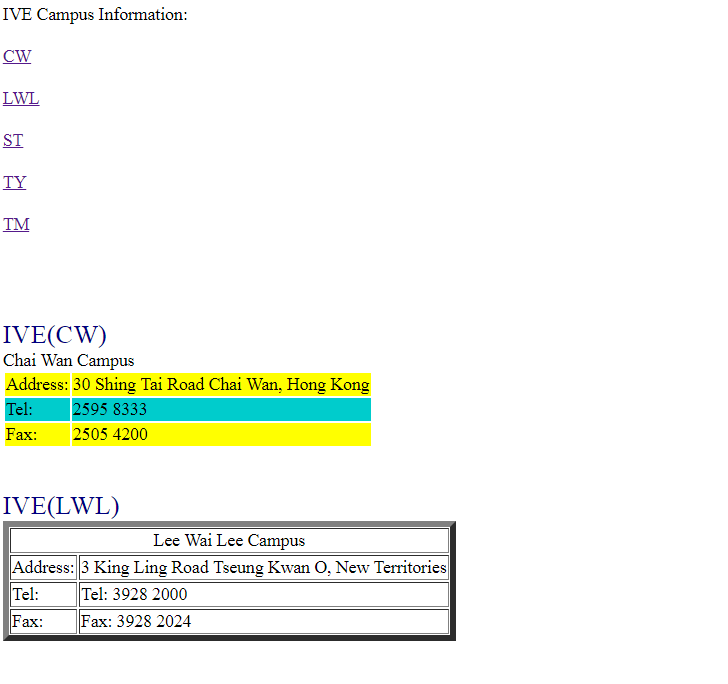 IVE Campus Information:
CW
LWL
ST
TY
TM
IVE(CW)
Chai Wan Campus
Address: 30 Shing Tai Road Chai Wan, Hong Kong
Tel: 2595 8333
Fax: 2505 4200
IVE(LWL)
Lee Wai Lee Campus
Address: 3 King Ling Road Tseung Kwan O, New Territories
Tel: Tel: 3928 2000
Fax: Fax: 3928 2024